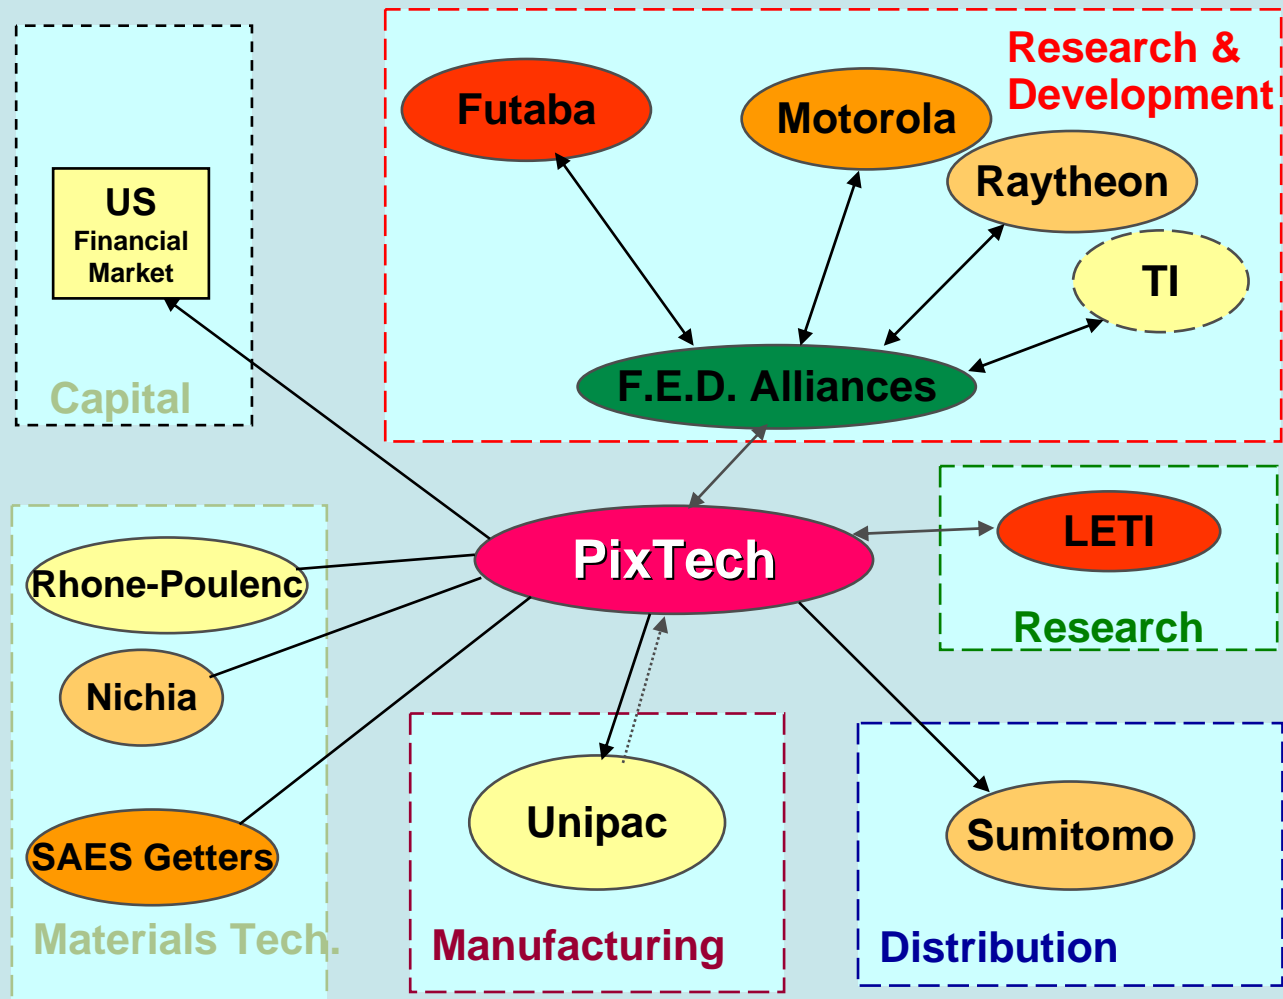 Research &
Development
Futaba
Motorola
Raytheon
US
Financial
Market
TI
F.E.D. Alliances
Capital
LETI
PixTech
Rhone-Poulenc
Research
Nichia
Unipac
Sumitomo
SAES Getters
Materials Tech.
Manufacturing
Distribution